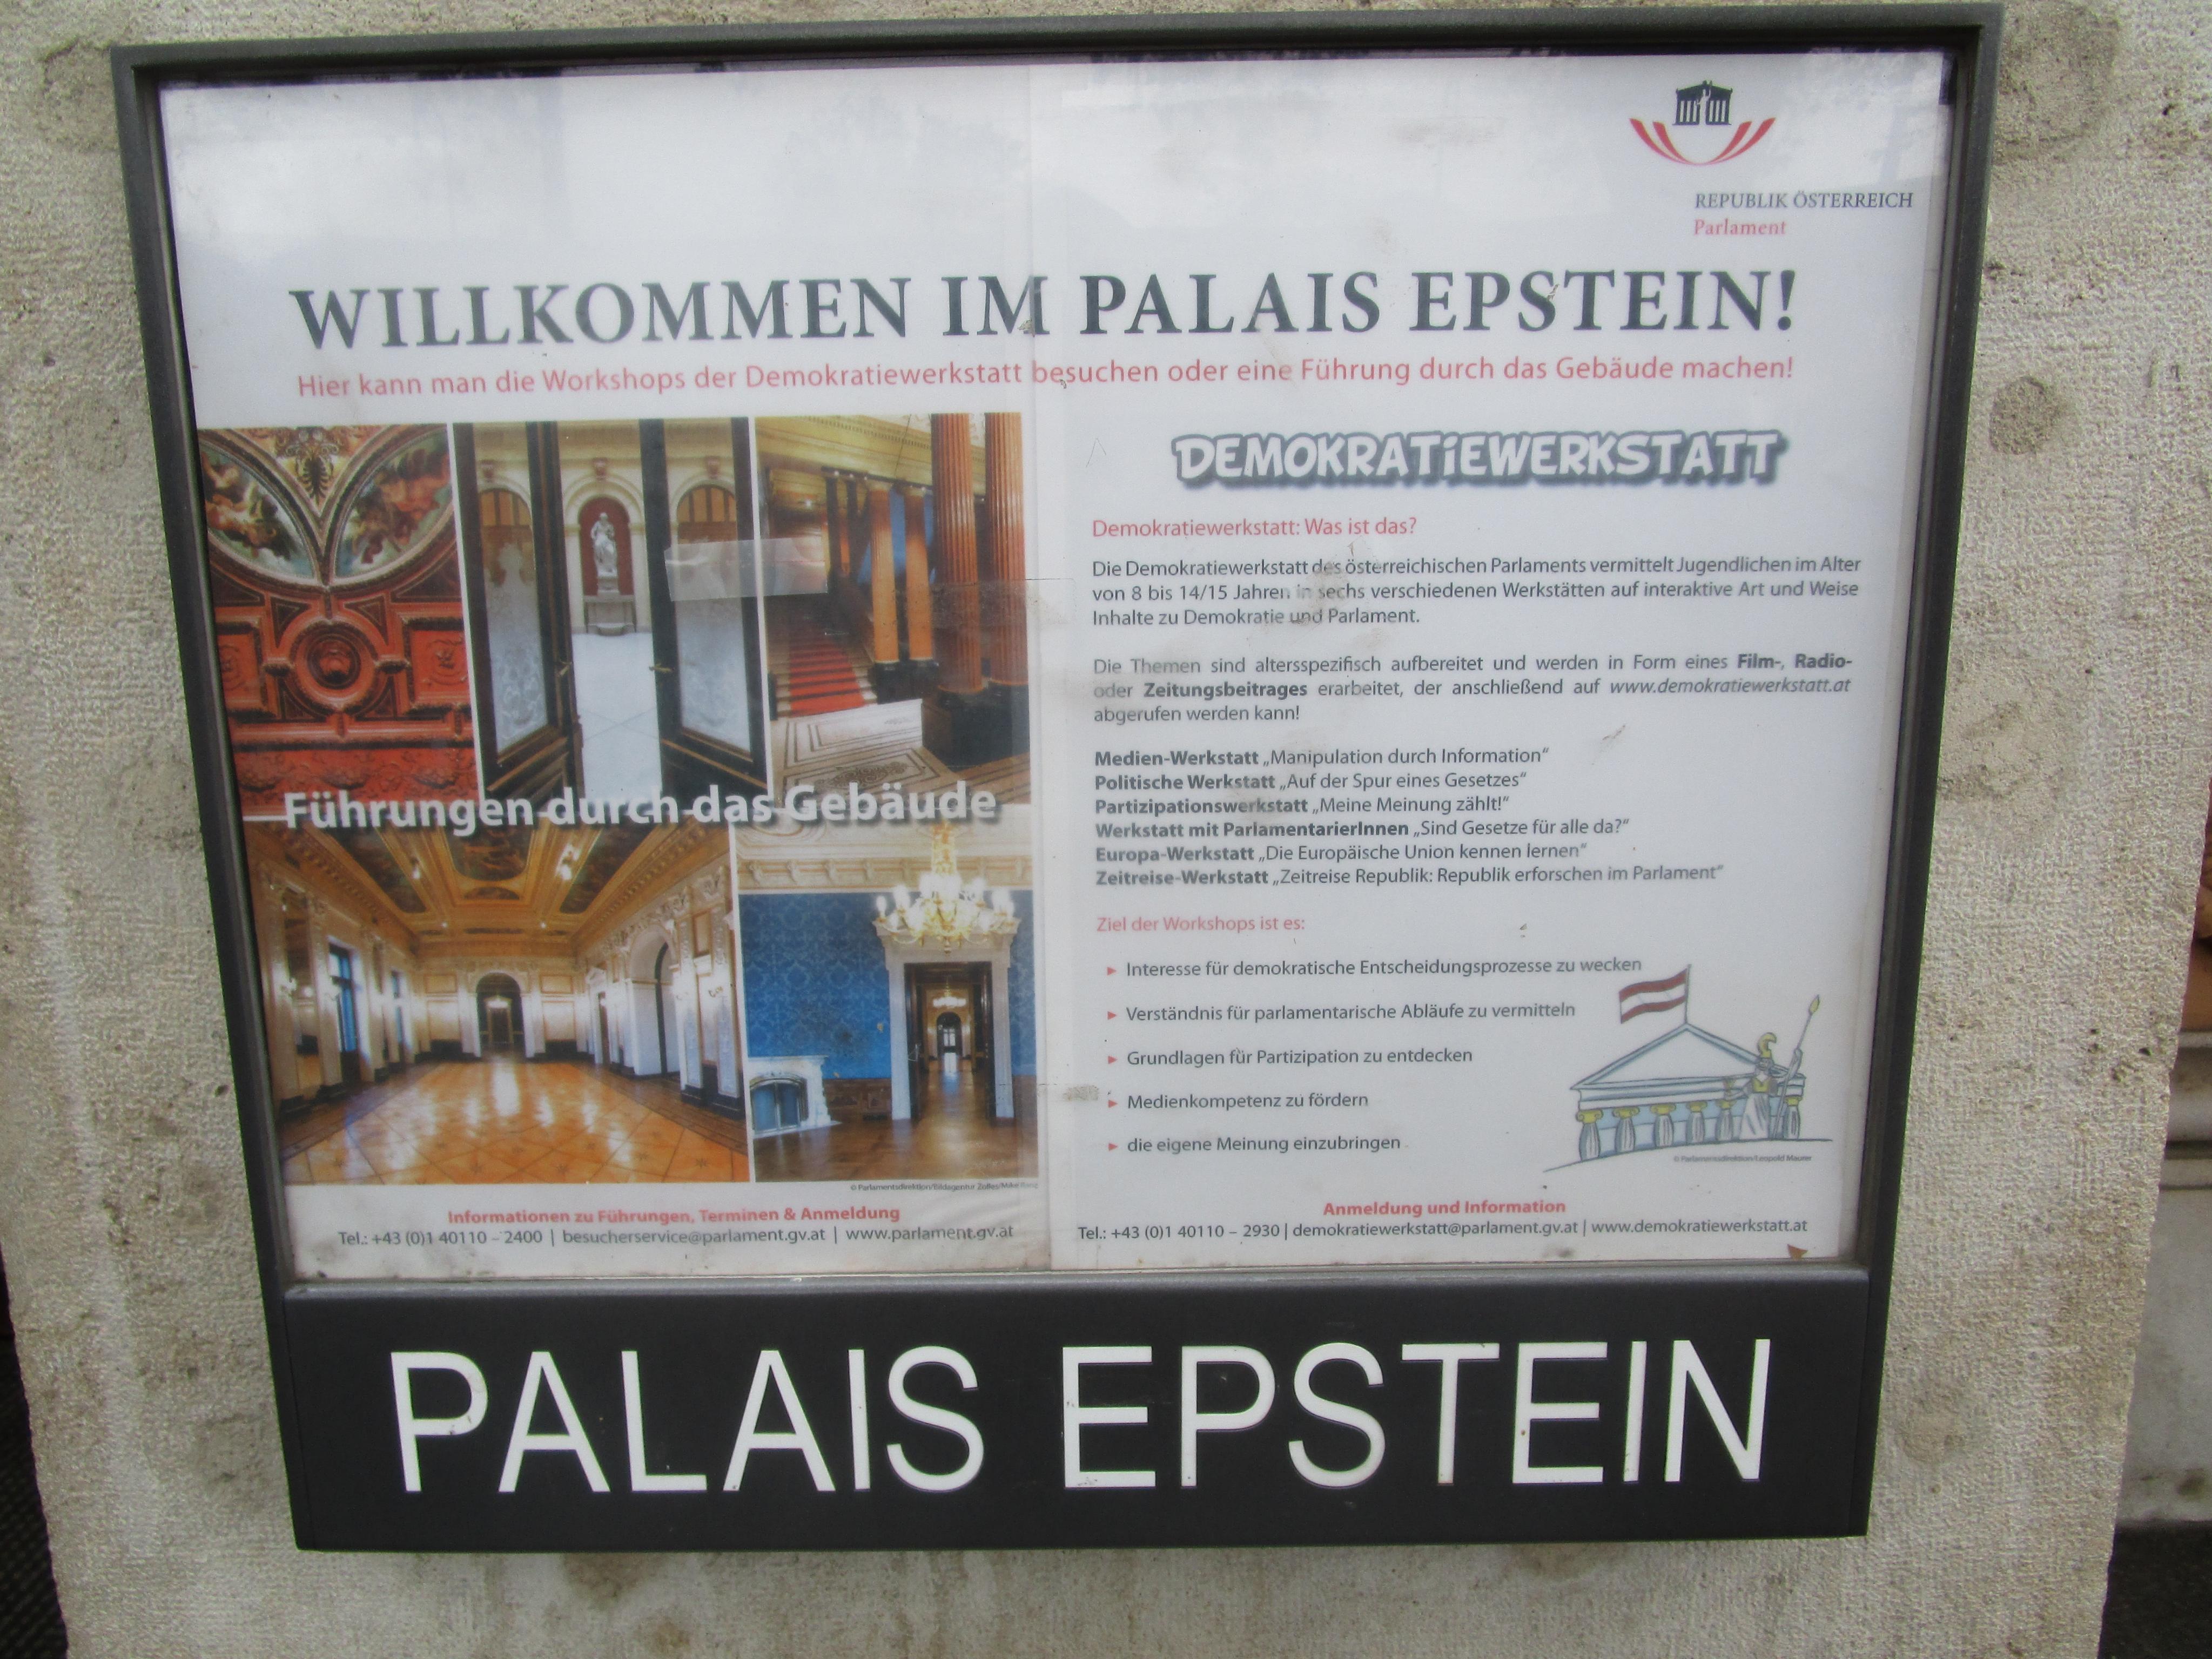 REPUBLIK ÖSTERREICH
Parlament
WILLKOMMEN IM PALAIS EPSTEIN!
Hier kann man die Workshops der Demokratiewerkstatt besuchen oder eine Führung durch das Gebäude machen!
Führungen durch das Gebäude
© Parlamentsdirektion/Bildagentur Zolles/Mike
Informationen zu Führungen, Terminen & Anmeldung
Tel.: +43 (0)1 40110 – 2400 | besucherservice@parlament.gv.at | www.parlament.gv.at
DEMOKRATiEWERKSTATT
Demokratiewerkstatt: Was ist das?
Die Demokratiewerkstatt des österreichischen Parlaments vermittelt Jugendlichen im Alter
von 8 bis 14/15 Jahren in sechs verschiedenen Werkstätten auf interaktive Art und Weise
Inhalte zu Demokratie und Parlament.
Die Themen sind altersspezifisch aufbereitet und werden in Form eines Film-, Radio-
oder Zeitungsbeitrages erarbeitet, der anschließend auf www.demokratiewerkstatt.at
abgerufen werden kann!
Medien-Werkstatt „Manipulation durch Information“
Politische Werkstatt „Auf der Spur eines Gesetzes“
Partizipationswerkstatt „Meine Meinung zählt!“
Werkstatt mit ParlamentarierInnen „Sind Gesetze für alle da?“
Europa-Werkstatt „Die Europäische Union kennen lernen“
Zeitreise-Werkstatt „Zeitreise Republik: Republik erforschen im Parlament“
Ziel der Workshops ist es:
Interesse für demokratische Entscheidungsprozesse zu wecken
Verständnis für parlamentarische Abläufe zu vermitteln
Grundlagen für Partizipation zu entdecken
Medienkompetenz zu fördern
die eigene Meinung einzubringen
© Parlamentsdirektion/Leopold Maurer
Anmeldung und Information
Tel.: +43 (0)1 40110 – 2930 | demokratiewerkstatt@parlament.gv.at | www.demokratiewerkstatt.at
PALAIS EPSTEIN